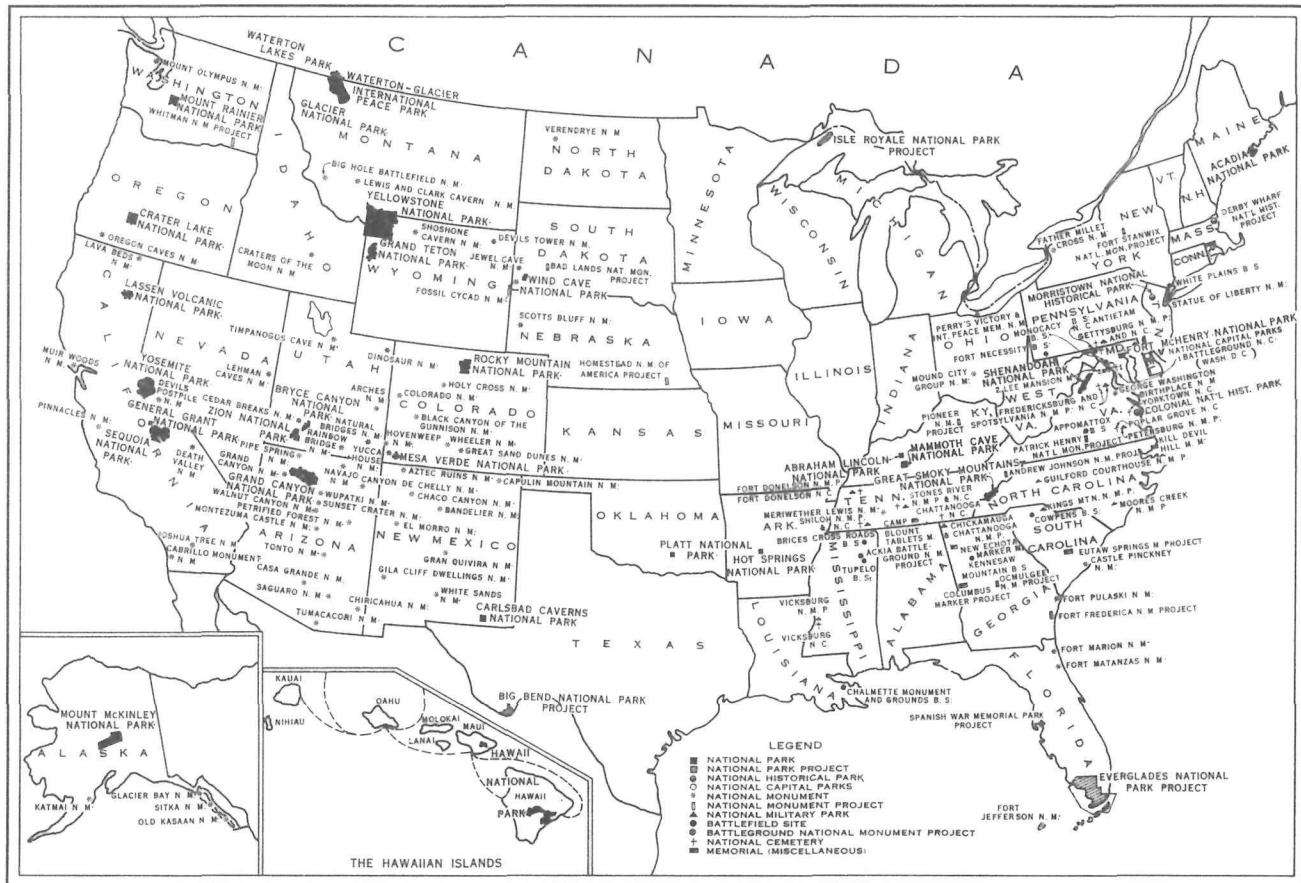 C A N A D A
WATERTON
LAKES PARK
WATERTON-GLACIER
INTERNATIONAL
PEACE PARK
GLACIER
NATIONAL PARK
MOUNT OLYMPUS N. M.
WASHINGTON
MOUNT RAINIER
NATIONAL PARK
WHITMAN N M PROJECT
IDAHO
MONTANA
BIG HOLE BATTLEFIELD N. M.
LEWIS AND CLARK CAVERN N. M.
YELLOWSTONE
NATIONAL PARK
SHOSHONE
CAVERN N M
DEVILS TOWER N. M.
GRAND TETON
NATIONAL PARK
JEWEL CAVE
N. M.
WYOMING
FOSSIL CYCAD N M
VERENDRYE N M
NORTH
DAKOTA
SOUTH
DAKOTA
BAD LANDS NAT. MON.
PROJECT
WIND CAVE
NATIONAL PARK
SCOTTS BLUFF N M
NEBRASKA
HOMESTEAD N. M. OF
AMERICA PROJECT
OREGON
CRATER LAKE
NATIONAL PARK
OREGON CAVES N M
CRATERS OF THE
MOON N M
LAVA BEDS
N M
LASSEN VOLCANIC
NATIONAL PARK
CALIFORNIA
NEVADA
LEHMAN
CAVES N M
TIMPANOGOS CAVE N M
UTAH
DINOSAUR N M
ROCKY MOUNTAIN
NATIONAL PARK
HOLY CROSS N. M.
COLORADO N M
COLORADO
BLACK CANYON OF THE
GUNNISON N. M.
WHEELER N M
GREAT SAND DUNES N. M.
HOVENWEEP
N M
MUIR WOODS
N M
YOSEMITE
NATIONAL PARK
DEVILS
POSTPILE
N. M.
CEDAR BREAKS N. M.
BRYCE CANYON
NATIONAL
PARK
ARCHES
N M
NATURAL
BRIDGES N M
GENERAL GRANT
NATIONAL PARK
ZION NATIONAL
PARK
RAINBOW
BRIDGE
N M
YUCCA
HOUSE
N M
MESA VERDE NATIONAL PARK
PINNACLES N M
SEQUOIA
NATIONAL
PARK
DEATH
VALLEY
N M
PIPE SPRING
N M
GRAND
CANYON N M
GRAND CANYON
NATIONAL PARK
NAVAJO
N M
CANYON DE CHELLY N M
AZTEC RUINS N M
CAPULIN MOUNTAIN N M
CHACO CANYON N M
BANDELIER N M
WUPATKI N M
SUNSET CRATER N M
WALNUT CANYON N M
PETRIFIED FOREST N M
MONTEZUMA CASTLE N M
EL MORRO N M
NEW MEXICO
ARIZONA
TONTO N M
JOSHUA TREE N M
CABRILLO MONUMENT
N M
CASA GRANDE N M
GRAN QUIVIRA N M
GILA CLIFF DWELLINGS N M
WHITE SANDS
N M
SAGUARO N M
CHIRICAHUA N M
TUMACACORI N M
CARLSBAD CAVERNS
NATIONAL PARK
KANSAS
OKLAHOMA
PLATT NATIONAL
PARK
TEXAS
BIG BEND NATIONAL PARK
PROJECT
MINNESOTA
IOWA
MISSOURI
ARK.
HOT SPRINGS
NATIONAL PARK
LOUISIANA
WISCONSIN
ILLINOIS
MICHIGAN
ISLE ROYALE NATIONAL PARK
PROJECT
INDIANA
OHIO
PERRY'S VICTORY &
INT. PEACE MEM. N. M.
FORT NECESSITY
B. S.
MOUND CITY
GROUP N. M.
MAINE
ACADIA
NATIONAL PARK
VT.
N H
MASS
CONN
DERBY WHARF
NAT'L HIST.
PROJECT
NEW
YORK
FATHER MILLET
CROSS N. M.
FORT STANWIX
NATL. MON. PROJECT
WHITE PLAINS B S
STATUE OF LIBERTY N. M.
MORRISTOWN NATIONAL
HISTORICAL PARK
PENNSYLVANIA
MONOCACY B S
ANTIETAM
B S N C
GETTYSBURG N. M. P.
AND N C
MD.
FORT McHENRY NATIONAL PARK
NATIONAL CAPITAL PARKS
BATTLEGROUND N. C.
(WASH. D C)
SHENANDOAH
NATIONAL PARK
LEE MANSION
WEST
VA.
GEORGE WASHINGTON
BIRTHPLACE N M
YORKTOWN N C
COLONIAL NAT'L HIST. PARK
POPLAR GROVE N C
FREDERICKSBURG AND
SPOTSYLVANIA N. M. P. N C
VA.
APPOMATTOX
B S
PATRICK HENRY
NAT'L MON. PROJECT
PETERSBURG N. M. P.
KILL DEVIL
HILL M. M.
PIONEER
N M
PROJECT
KY.
ABRAHAM LINCOLN
NATIONAL PARK
MAMMOTH CAVE
NATIONAL PARK
FORT DONELSON N. M. P.
FORT DONELSON N C
GREAT SMOKY MOUNTAINS
NATIONAL PARK
ANDREW JOHNSON N. M. PROJ.
GUILFORD COURTHOUSE N M P
NORTH CAROLINA
TENN.
STONES RIVER
N M P & N. C
CHATTANOOGA
N C
MERIWETHER LEWIS N M
SHILOH N. M. P.
& N C
CAMP
BLOUNT
TABLETS M.
BRICES CROSS ROADS
B S
ACKIA BATTLE-
GROUND N. M.
PROJECT
TUPELO
B S
CHICKAMAUGA
CHATTANOOGA
N. M. P.
NEW ECHOTA
MARKER M
KENNESAW
MOUNTAIN B S
OCMULGEE
N. M. PROJECT
COLUMBUS
MARKER PROJECT
KINGS MTN. N. M. P.
COWPENS B. S.
MOORES CREEK
N M P
SOUTH
CAROLINA
EUTAW SPRINGS M PROJECT
CASTLE PINCKNEY
N. M.
GEORGIA
FORT PULASKI N M
FORT FREDERICA N. M PROJECT
ALABAMA
MISSISSIPPI
VICKSBURG
N. M. P
VICKSBURG
N C
CHALMETTE MONUMENT
AND GROUNDS B S.
FORT MARION N M
FORT MATANZAS N M
FLORIDA
SPANISH WAR MEMORIAL PARK
PROJECT
EVERGLADES NATIONAL
PARK PROJECT
FORT
JEFFERSON N. M.
MOUNT McKINLEY
NATIONAL PARK
ALASKA
KATMAI N M
GLACIER BAY N M
SITKA N M
OLD KASAAN N M
KAUAI
NIHIAU
OAHU
MOLOKAI
LANAI
MAUI
HAWAII
NATIONAL
HAWAII
PARK
THE HAWAIIAN ISLANDS
LEGEND
NATIONAL PARK
NATIONAL PARK PROJECT
NATIONAL HISTORICAL PARK
NATIONAL CAPITAL PARKS
NATIONAL MONUMENT
NATIONAL MONUMENT PROJECT
NATIONAL MILITARY PARK
BATTLEFIELD SITE
BATTLEGROUND NATIONAL MONUMENT PROJECT
NATIONAL CEMETERY
MEMORIAL (MISCELLANEOUS)